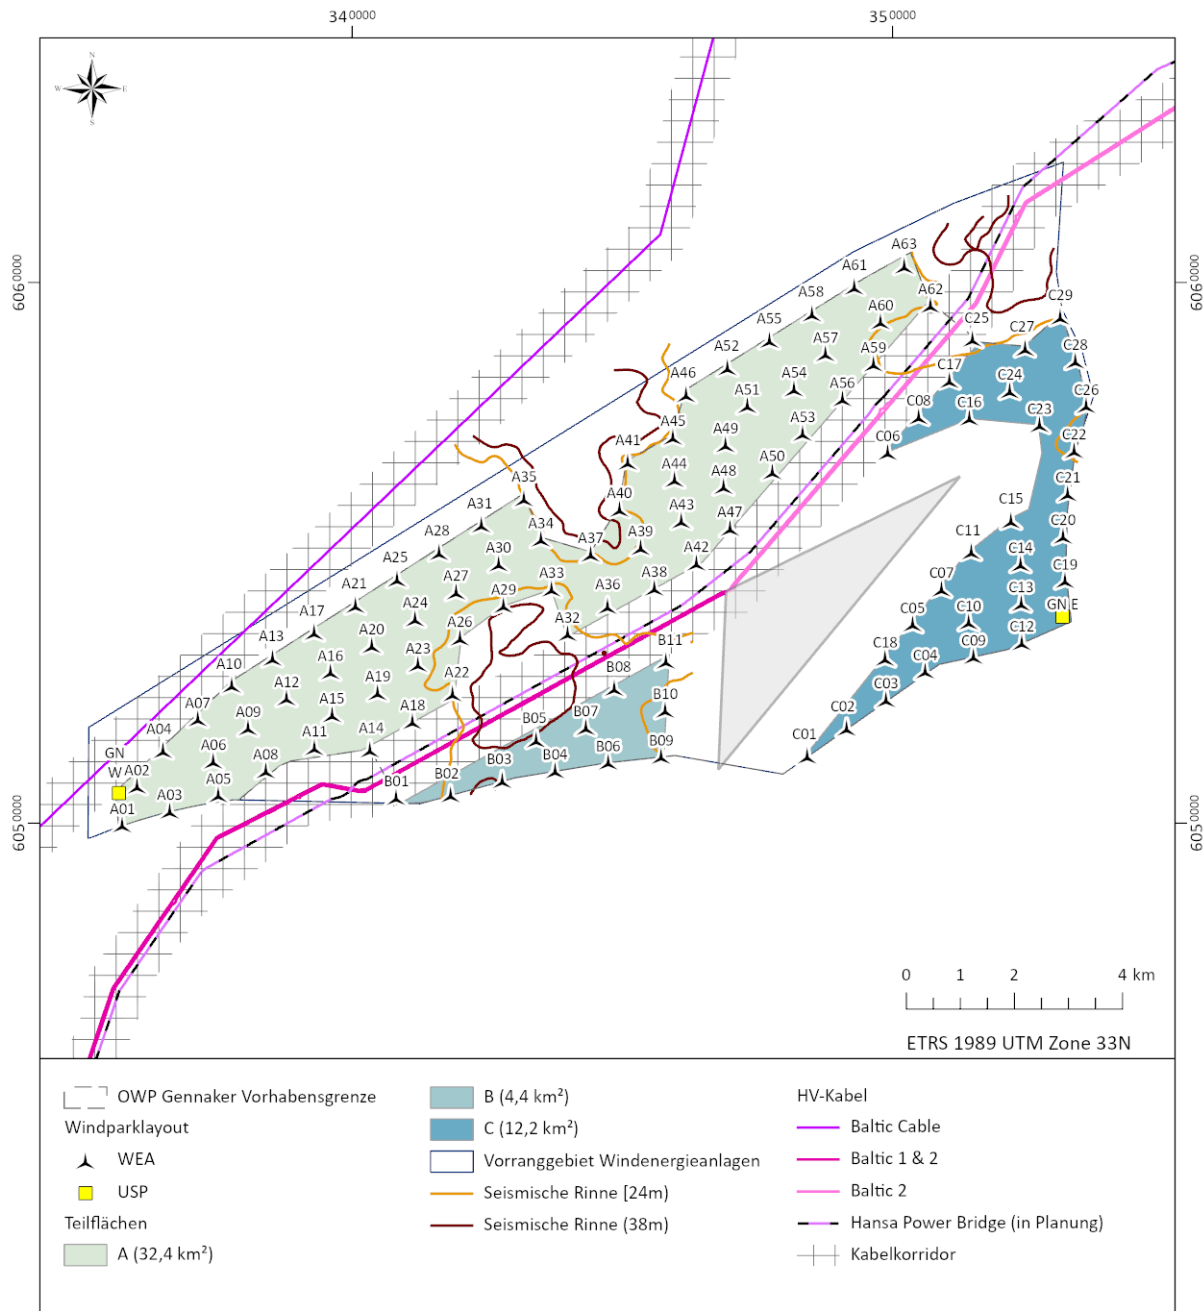 340000
350000
N
W E
S
6060000
6060000
A63
A61
A62
A58
C29
A60
A55
C25
C27
A57
A52
C28
A59
C17
A46
A54
C24
A51
A56
C26
C08
C16
C23
A45
A53
A49
C22
A41
C06
A44
A50
A48
A35
C21
A40
C15
A31
A43
A47
A34
C20
A28
A39
C11
A37
A30
C14
A42
A25
C19
A33
A27
C07
A38
A29
A36
C13
A21
GN E
A24
C05
C10
A17
A32
A26
C12
A20
A13
B11
C18
C09
A23
A10
A16
B08
C04
A22
A12
A19
B10
C03
A07
A15
A18
B07
B05
A09
C02
A04
A14
A11
C01
B06
B09
GN
W
A06
A08
B03
B04
A02
A05
B01
B02
A01
A03
6050000
6050000
0 1 2 4 km
ETRS 1989 UTM Zone 33N
OWP Gennaker Vorhabensgrenze
Windparklayout
WEA
USP
Teilflächen
A (32,4 km²)
B (4,4 km²)
C (12,2 km²)
Vorranggebiet Windenergieanlagen
Seismische Rinne [24m)
Seismische Rinne (38m)
HV-Kabel
Baltic Cable
Baltic 1 & 2
Baltic 2
Hansa Power Bridge (in Planung)
Kabelkorridor